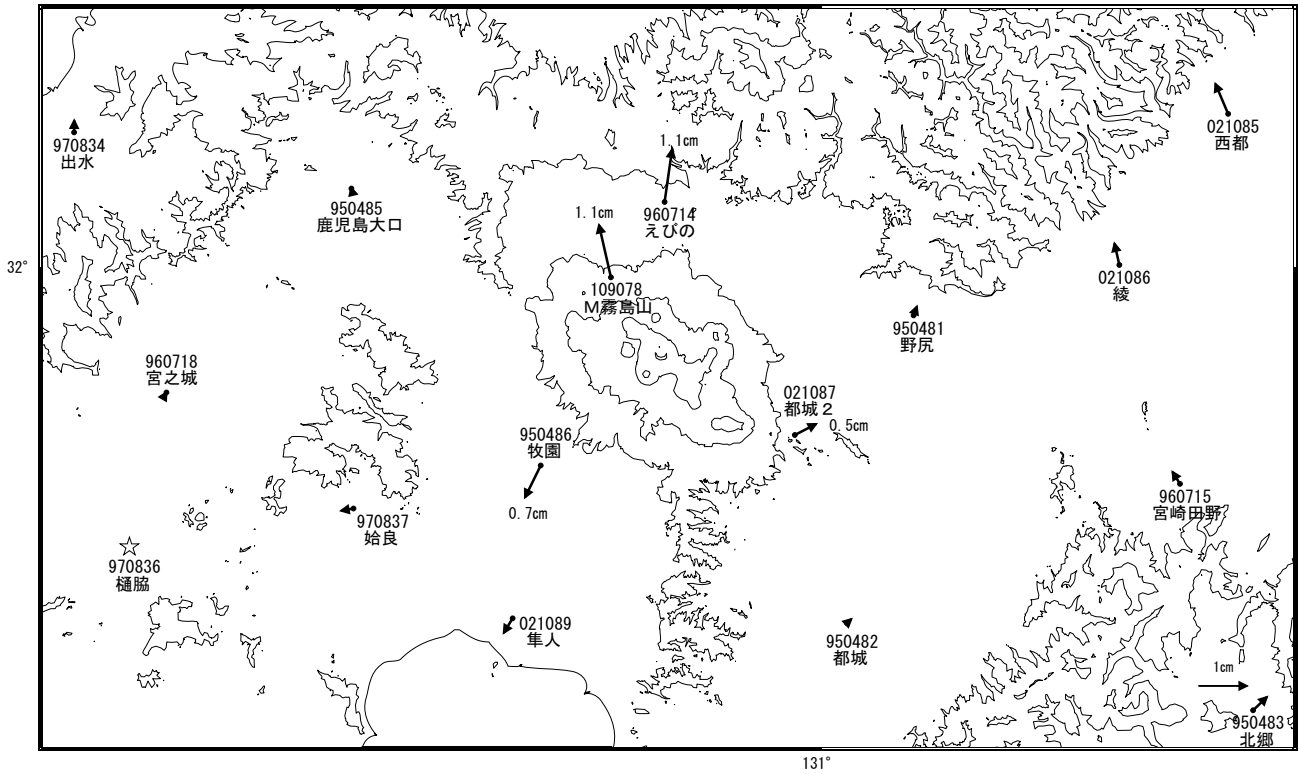 021085
西都
970834
出水
1.1cm
950485
鹿児島大口
1.1cm
960714
えびの
32°
021086
綾
109078
M霧島山
950481
野尻
960718
宮之城
021087
都城２
0.5cm
950486
牧園
0.7cm
960715
宮崎田野
970837
姶良
970836
樋脇
021089
隼人
950482
都城
1cm
950483
北郷
131°